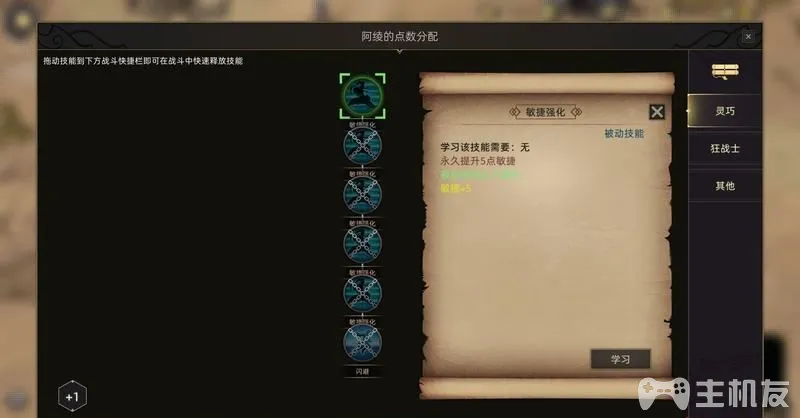 阿绫的点数分配
拖动技能到下方战斗快捷栏即可在战斗中快速释放技能
敏捷强化
敏捷强化
敏捷强化
敏捷强化
敏捷强化
闪避
敏捷强化
被动技能
学习该技能需要：无
永久提升5点敏捷
敏捷+5
学习
灵巧
狂战士
其他
+1
主机友